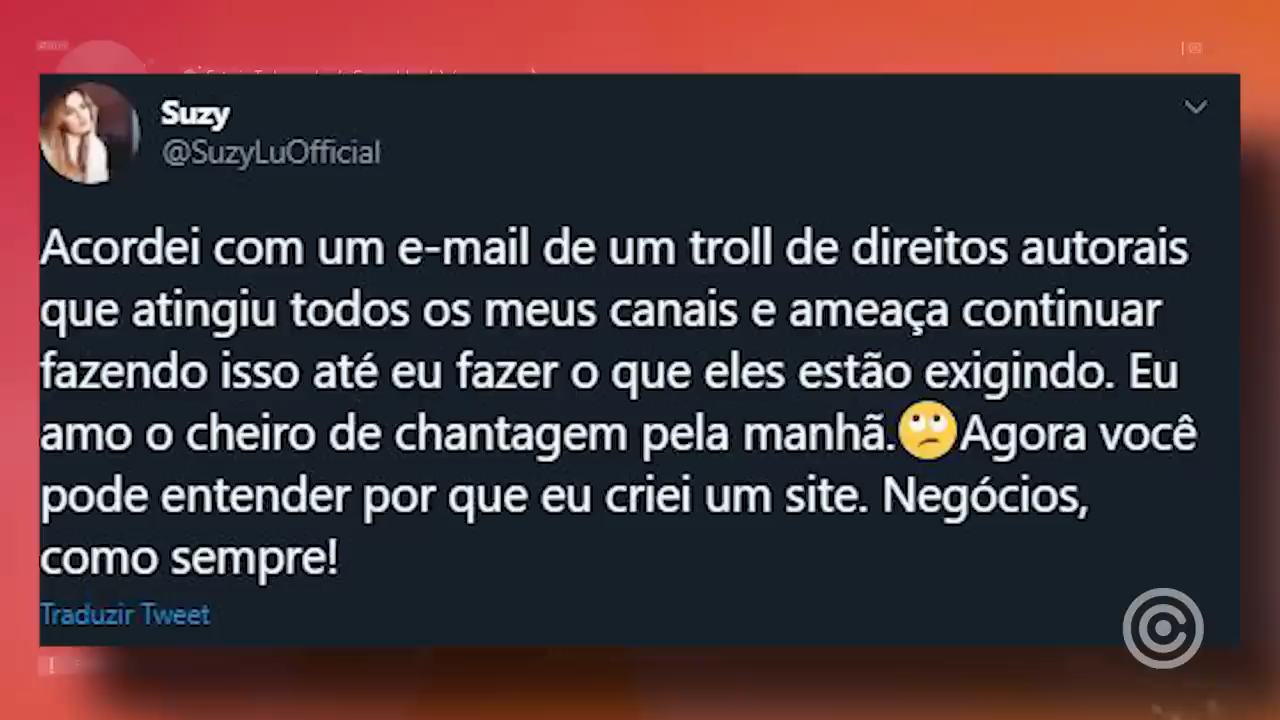 Suzy
@SuzyLuOfficial
Acordei com um e-mail de um troll de direitos autorais
que atingiu todos os meus canais e ameaça continuar
fazendo isso até eu fazer o que eles estão exigindo. Eu
amo o cheiro de chantagem pela manhã.🙄Agora você
pode entender por que eu criei um site. Negócios,
como sempre!
Traduzir Tweet